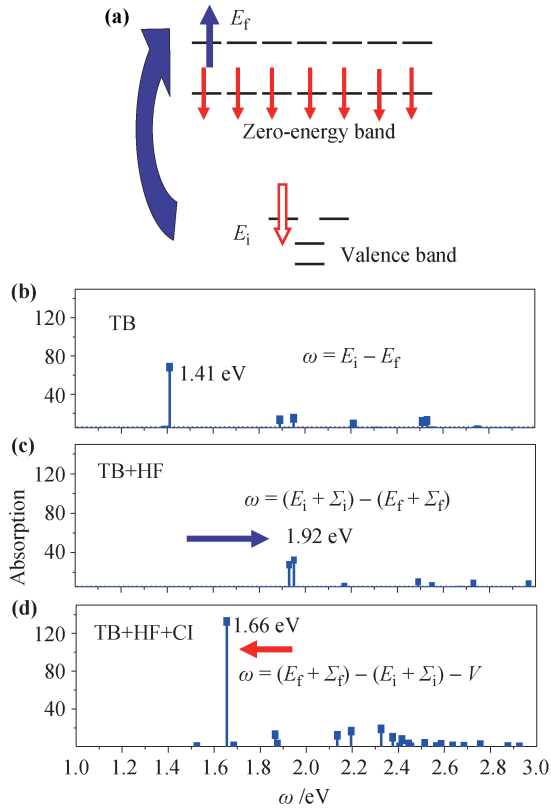 (a)
E_f
Zero-energy band
E_i
Valence band
(b)
120
80
40
TB
1.41 eV
ω = E_i − E_f
(c)
120
80
40
TB+HF
ω = (E_i + Σ_i) − (E_f + Σ_f)
1.92 eV
Absorption
(d)
120
80
40
TB+HF+CI
1.66 eV
ω = (E_f + Σ_f) − (E_i + Σ_i) − V
1.0 1.2 1.4 1.6 1.8 2.0 2.2 2.4 2.6 2.8 3.0
ω /eV